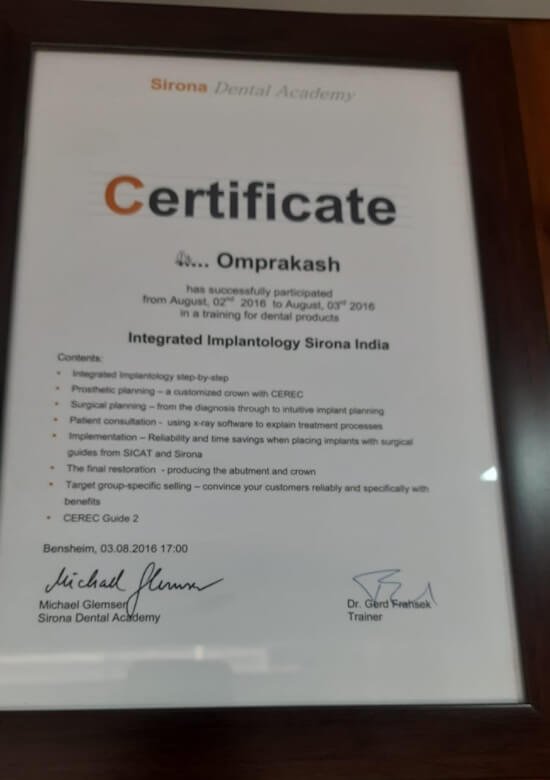 Sirona Dental Academy
Certificate
Omprakash
has successfully participated
from August, 02nd 2016 to August, 03rd 2016
in a training for dental products
Integrated Implantology Sirona India
Contents:
• Integrated Implantology step-by-step
• Prosthetic planning – a customized crown with CEREC
• Surgical planning – from the diagnosis through to intuitive implant planning
• Patient consultation - using x-ray software to explain treatment processes
• Implementation – Reliability and time savings when placing implants with surgical
guides from SICAT and Sirona
• The final restoration - producing the abutment and crown
• Target group-specific selling – convince your customers reliably and specifically with
benefits
• CEREC Guide 2
Bensheim, 03.08.2016 17:00
Michael Glemser
Michael Glemser
Sirona Dental Academy
Dr. Gerd Frahsek
Trainer